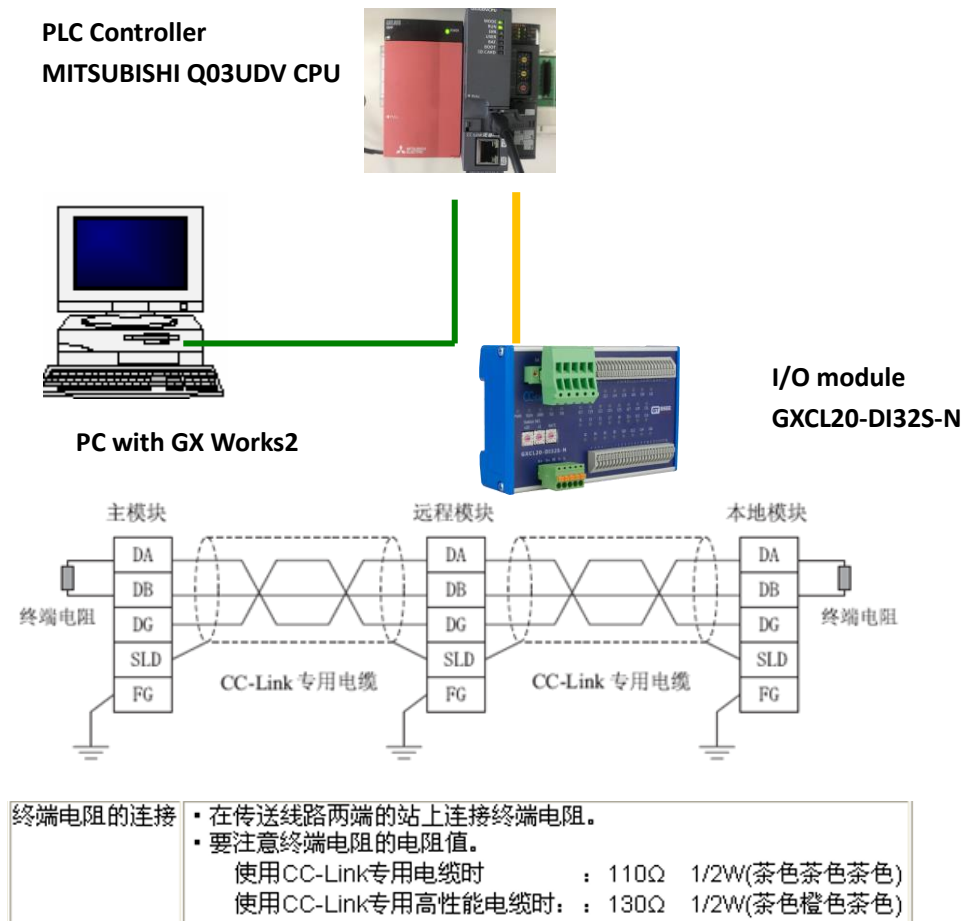 PLC Controller
MITSUBISHI Q03UDV CPU
PC with GX Works2
I/O module
GXCL20-DI32S-N
GXCL20-DI32S-N
主模块
远程模块
本地模块
DA
DB
DG
SLD
FG
DA
DB
DG
SLD
FG
DA
DB
DG
SLD
FG
终端电阻
CC-Link 专用电缆
CC-Link 专用电缆
终端电阻
终端电阻的连接
▪在传送线路两端的站上连接终端电阻。
▪要注意终端电阻的电阻值。
使用CC-Link专用电缆时 : 110Ω 1/2W(茶色茶色茶色)
使用CC-Link专用高性能电缆时: : 130Ω 1/2W(茶色橙色茶色)